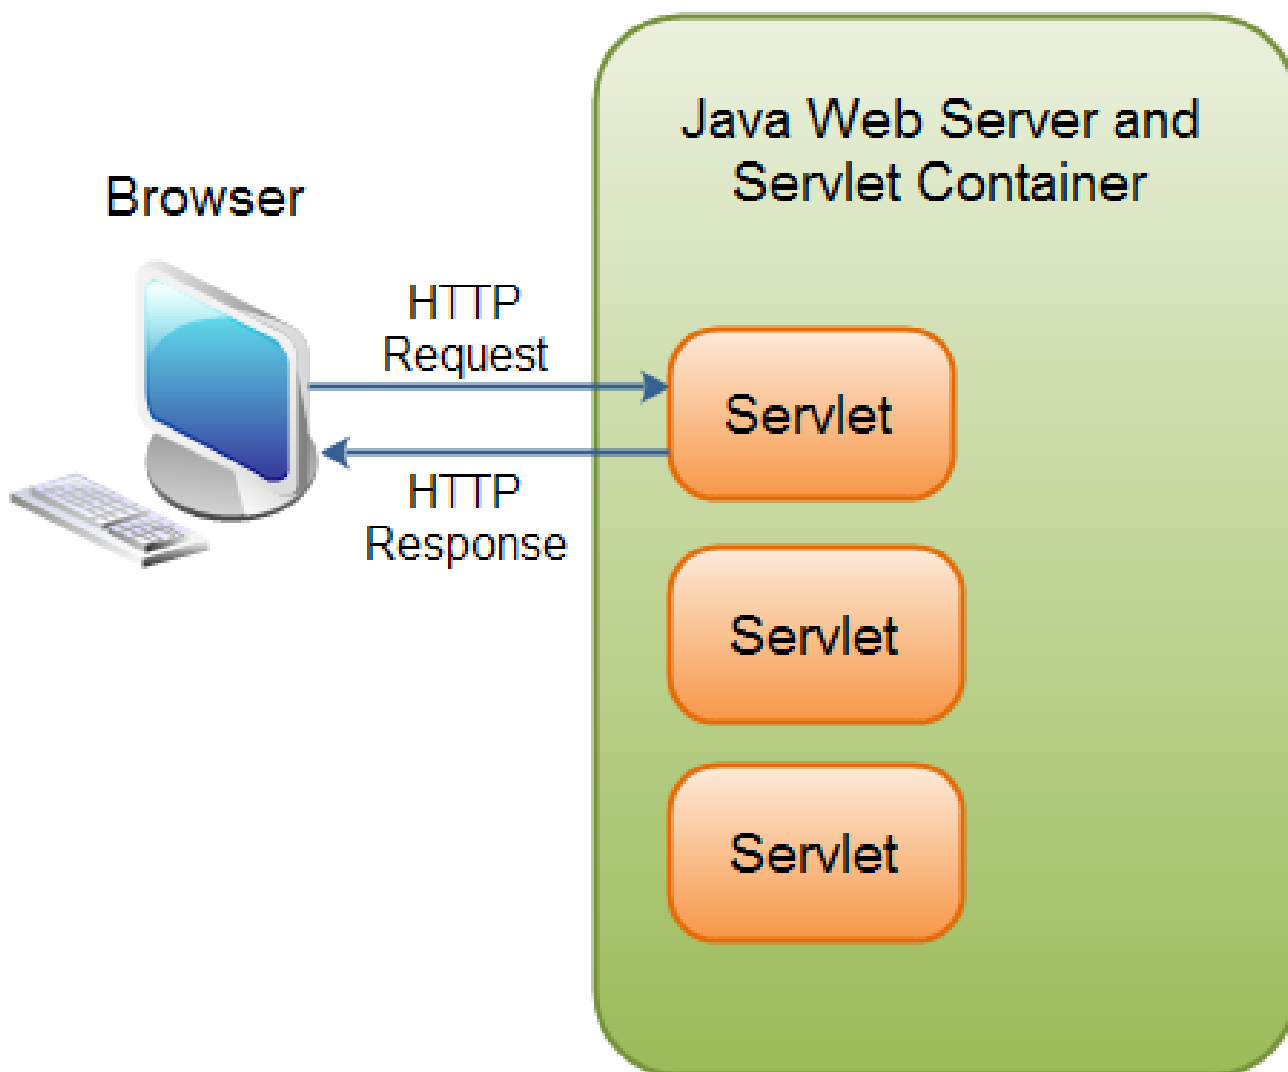 Java Web Server and
Servlet Container
Browser
HTTP
Request
Servlet
HTTP
Response
Servlet
Servlet